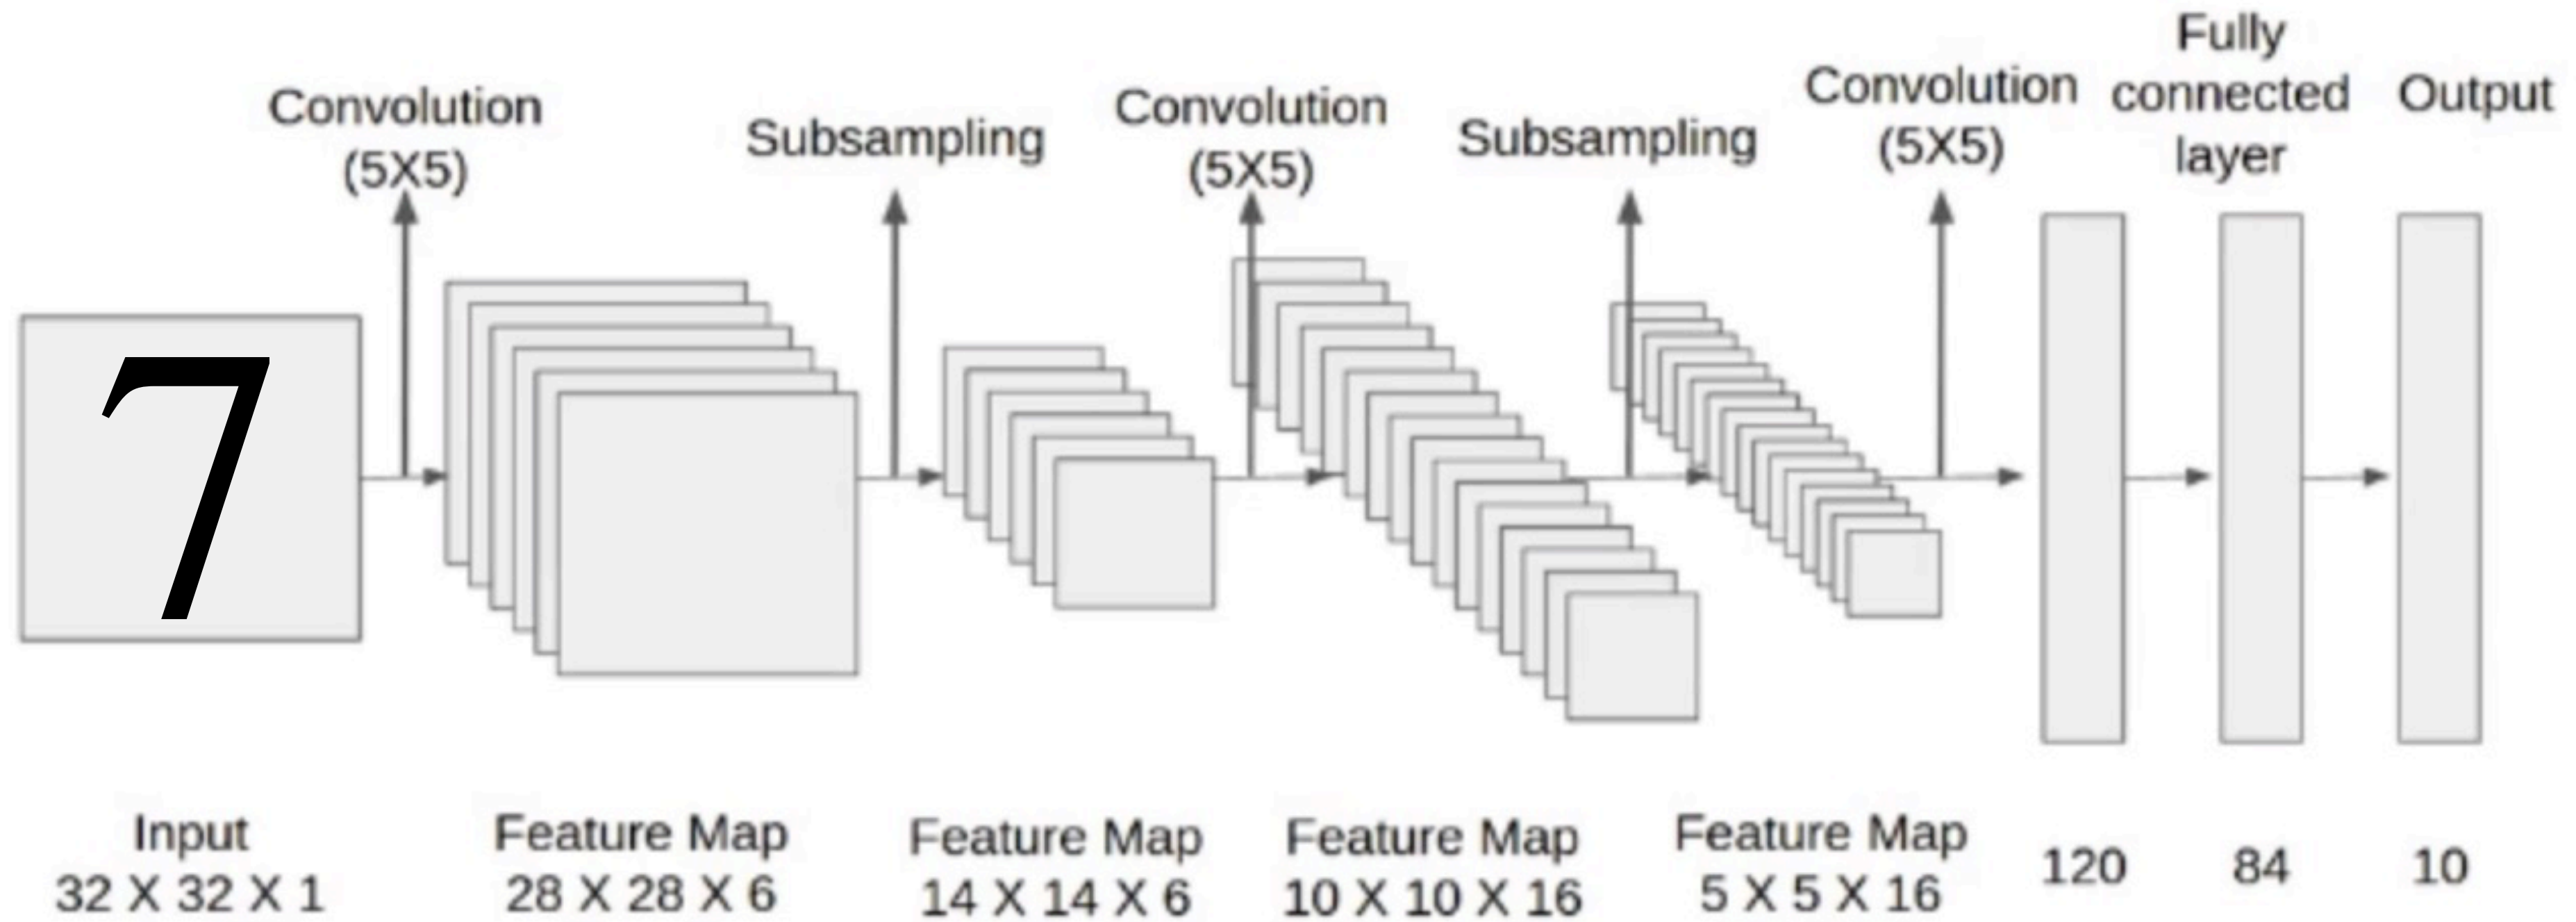 Convolution
(5X5)
Subsampling
Convolution
(5X5)
Subsampling
Convolution
(5X5)
Fully
connected
layer
Output
7
Input
32 X 32 X 1
Feature Map
28 X 28 X 6
Feature Map
14 X 14 X 6
Feature Map
10 X 10 X 16
Feature Map
5 X 5 X 16
120
84
10